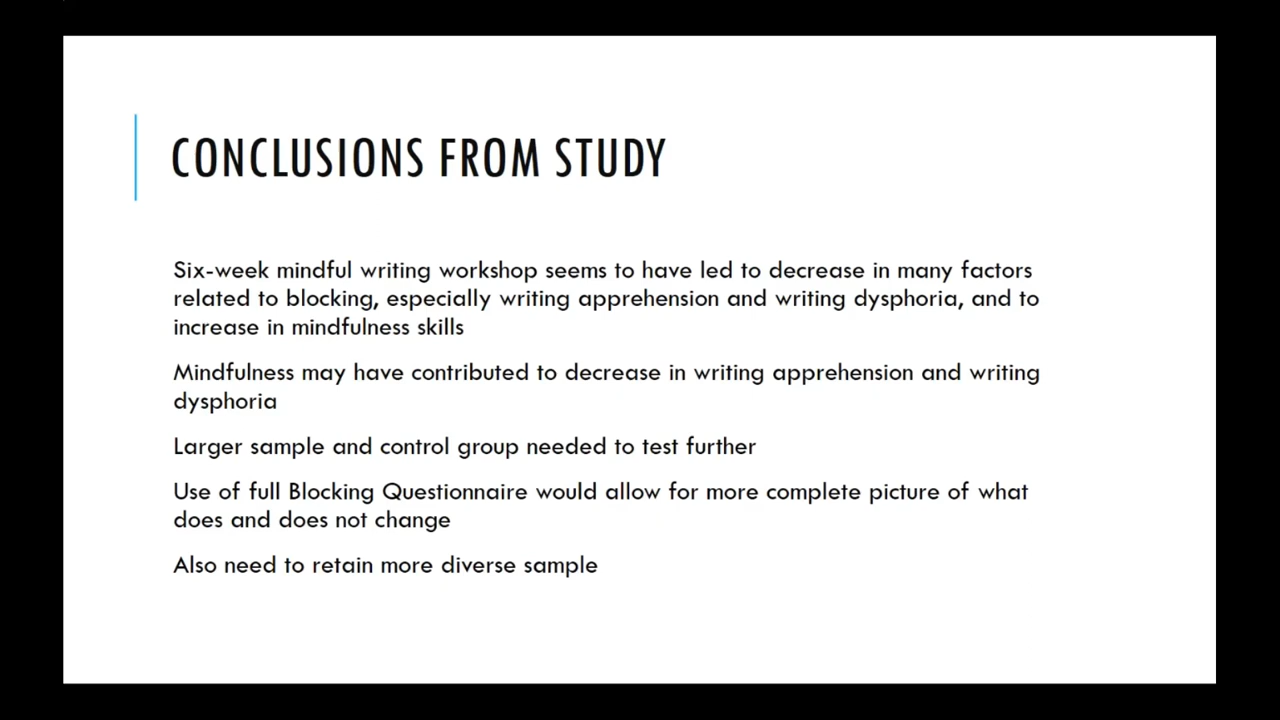 CONCLUSIONS FROM STUDY
Six-week mindful writing workshop seems to have led to decrease in many factors
related to blocking, especially writing apprehension and writing dysphoria, and to
increase in mindfulness skills
Mindfulness may have contributed to decrease in writing apprehension and writing
dysphoria
Larger sample and control group needed to test further
Use of full Blocking Questionnaire would allow for more complete picture of what
does and does not change
Also need to retain more diverse sample